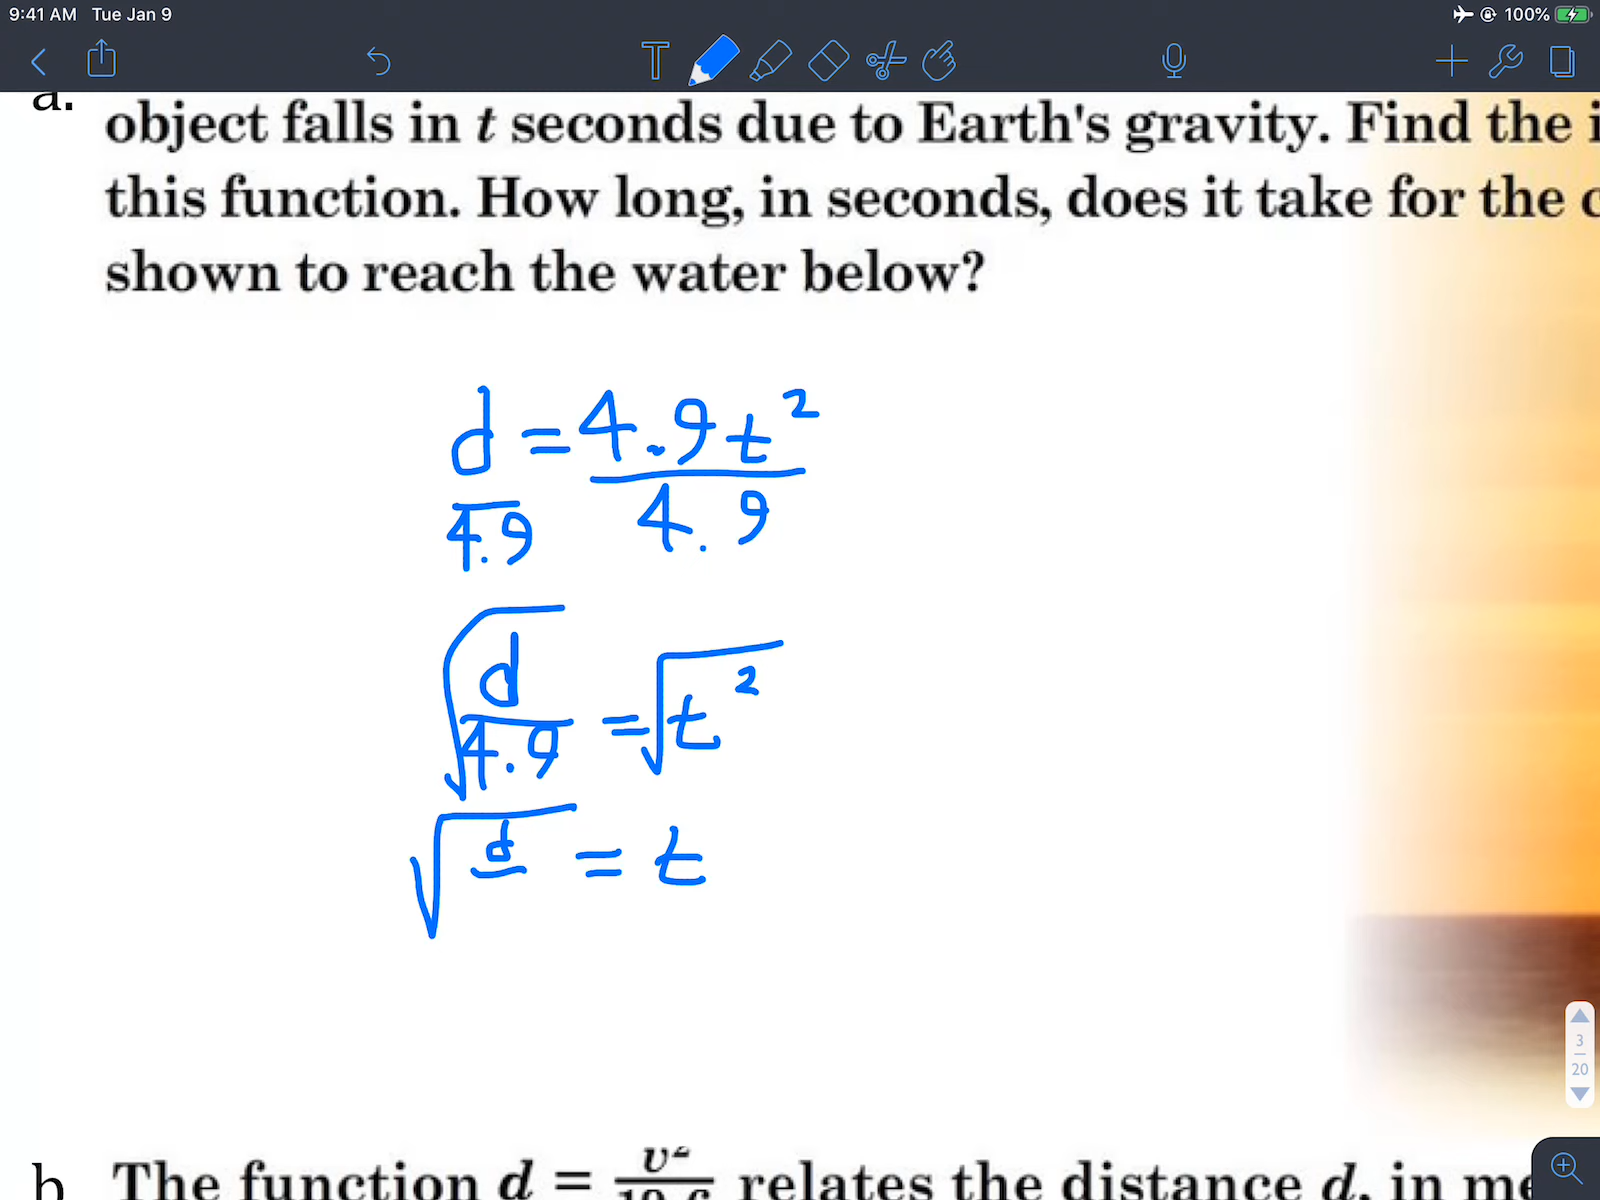 9:41 AM Tue Jan 9 100%
a.
object falls in t seconds due to Earth's gravity. Find the
this function. How long, in seconds, does it take for the
shown to reach the water below?
d = 4.9t²
4.9 4.9
√(d/4.9) = √(t²)
√(d/ ) = t
3
20
b The function d = v² relates the distance d, in